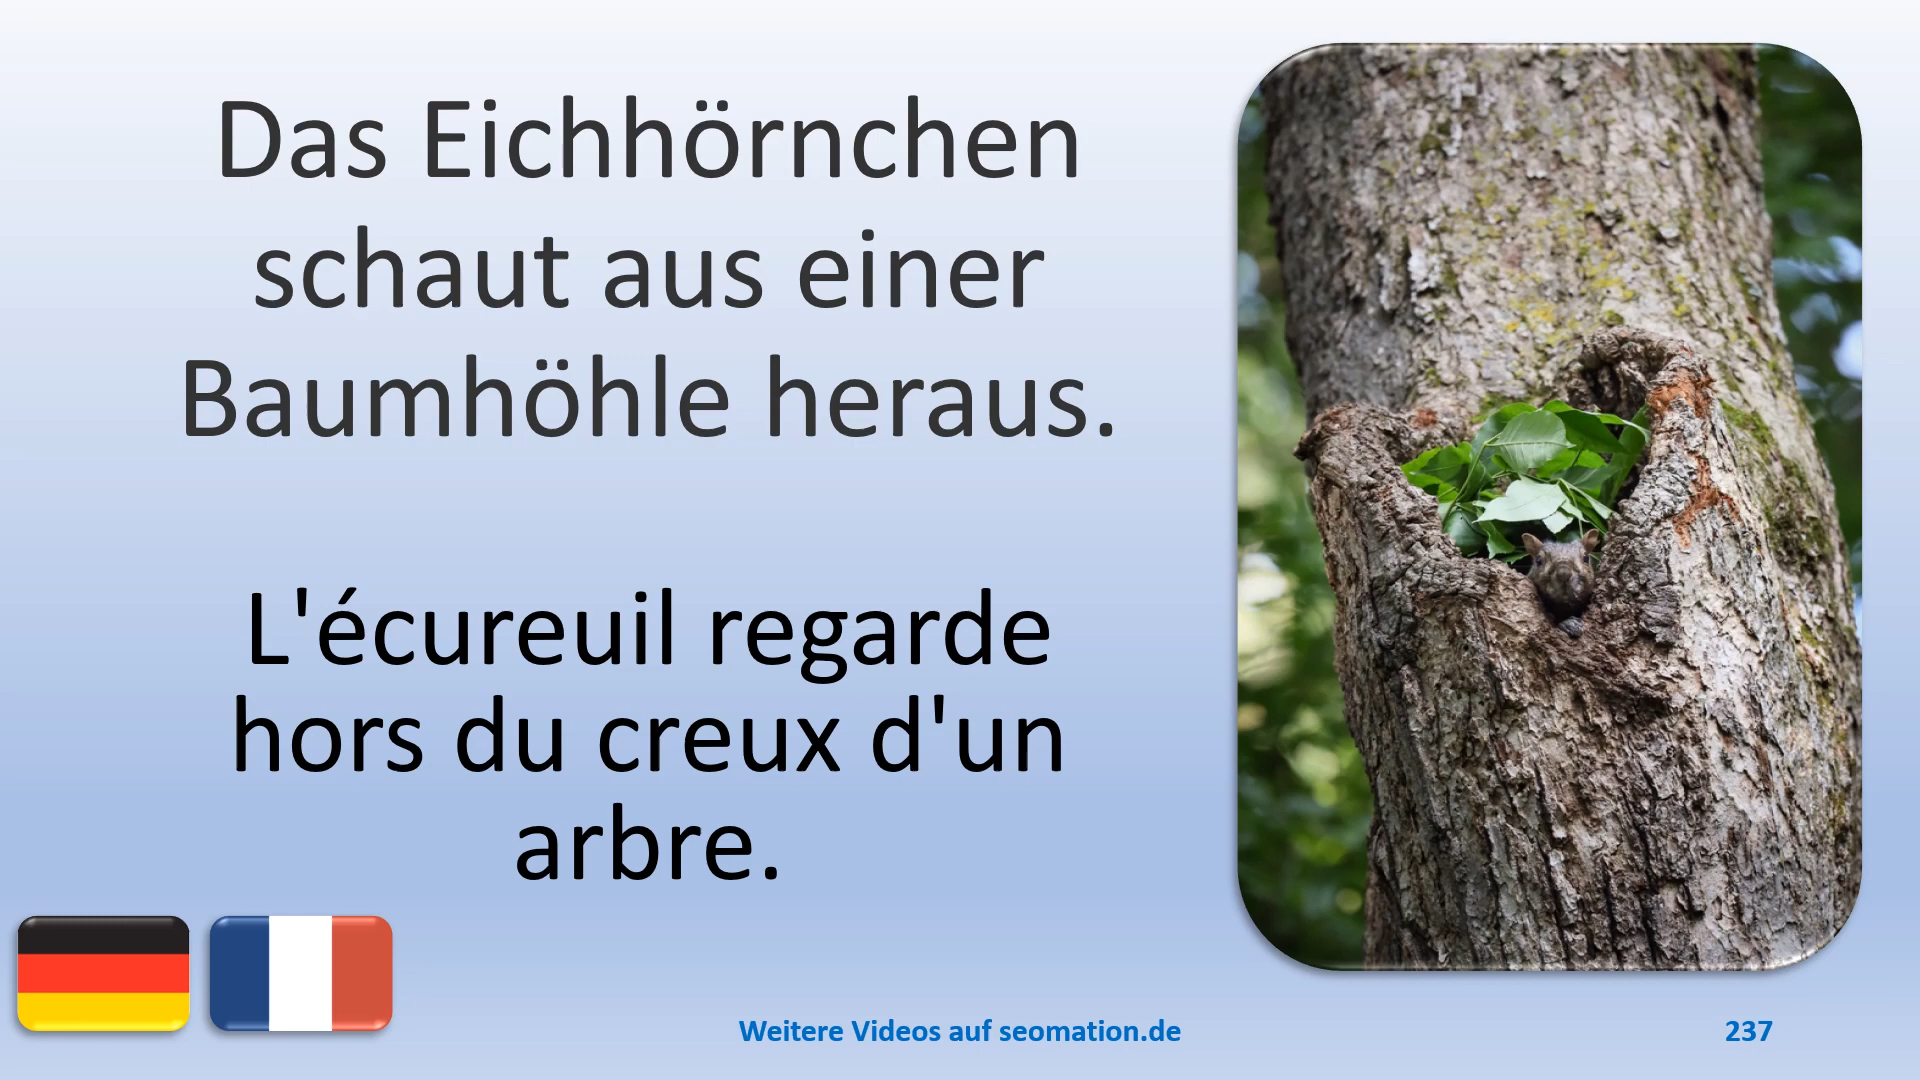 Das Eichhörnchen
schaut aus einer
Baumhöhle heraus.
L'écureuil regarde
hors du creux d'un
arbre.
Weitere Videos auf seomation.de
237